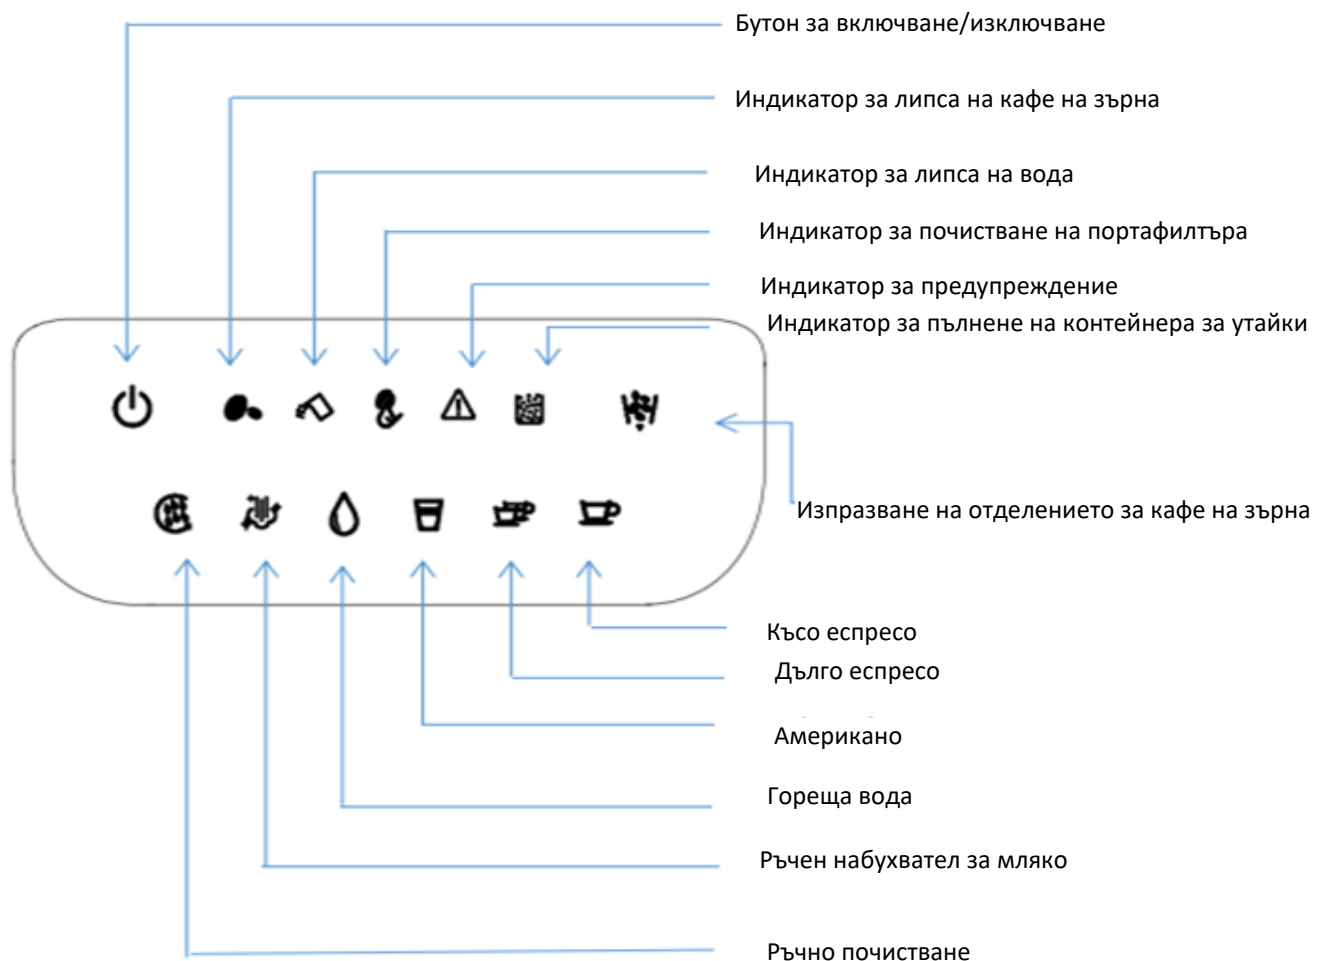 Бутон за включване/изключване
Индикатор за липса на кафе на зърна
Индикатор за липса на вода
Индикатор за почистване на портафилтъра
Индикатор за предупреждение
Индикатор за пълнене на контейнера за утайки
Изпразване на отделението за кафе на зърна
Късо еспресо
Дълго еспресо
Американо
Гореща вода
Ръчен набухвател за мляко
Ръчно почистване